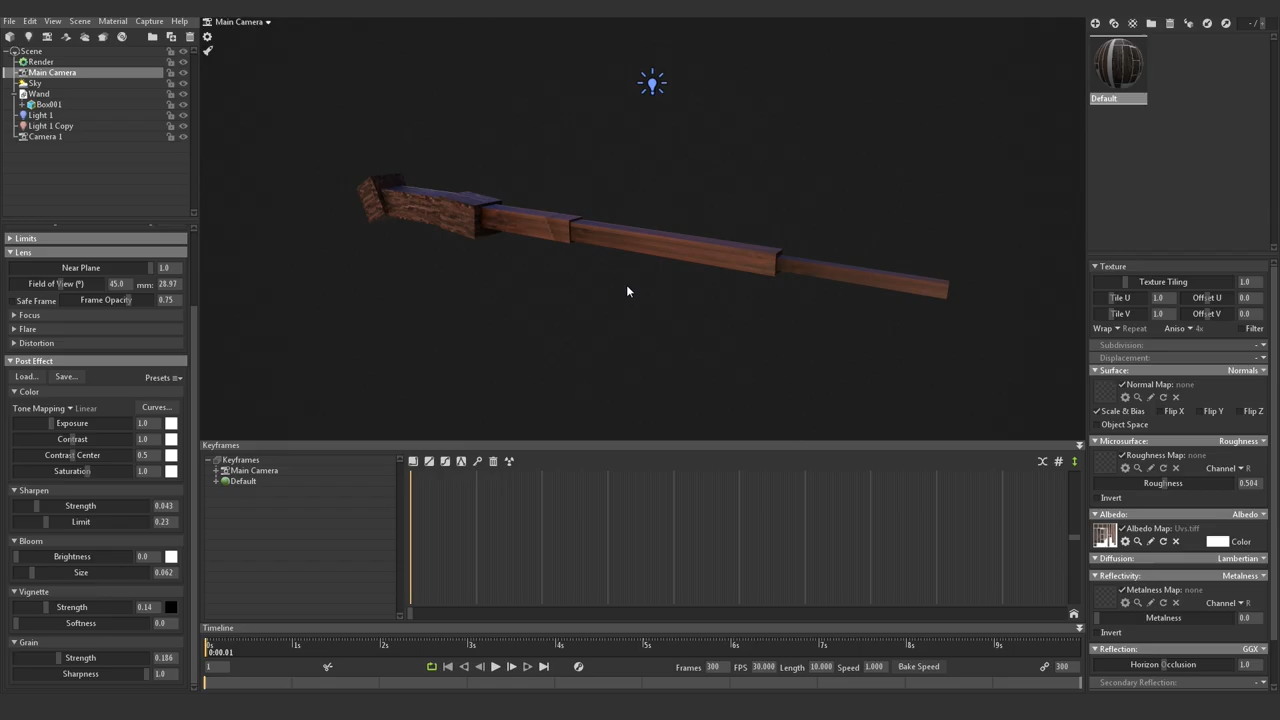 File Edit View Scene Material Capture Help
Main Camera
- /
Scene
Render
Main Camera
Sky
Wand
Box001
Light 1
Light 1 Copy
Camera 1
Limits
Lens
Near Plane 1.0
Field of View (º) 45.0 mm: 28.97
Safe Frame Frame Opacity 0.75
Focus
Flare
Distortion
Post Effect
Load... Save... Presets
Color
Tone Mapping Linear Curves...
Exposure 1.0
Contrast 1.0
Contrast Center 0.5
Saturation 1.0
Sharpen
Strength 0.043
Limit 0.23
Bloom
Brightness 0.0
Size 0.062
Vignette
Strength 0.14
Softness 0.0
Grain
Strength 0.186
Sharpness 1.0
Keyframes
Keyframes
Main Camera
Default
Timeline
0s 1s 2s 3s 4s 5s 6s 7s 8s 9s
0:00.01
1 Frames 300 FPS 30.000 Length 10.000 Speed 1.000 Bake Speed 300
Default
Texture
Texture Tiling 1.0
Tile U 1.0 Offset U 0.0
Tile V 1.0 Offset V 0.0
Wrap Repeat Aniso 4x Filter
Subdivision: -
Displacement: -
Surface: Normals
Normal Map: none
Scale & Bias Flip X Flip Y Flip Z
Object Space
Microsurface: Roughness
Roughness Map: none
Channel R
Roughness 0.504
Invert
Albedo: Albedo
Albedo Map: Uvs.tiff
Color
Diffusion: Lambertian
Reflectivity: Metalness
Metalness Map: none
Channel R
Metalness 0.0
Invert
Reflection: GGX
Horizon Occlusion 1.0
Secondary Reflection: -